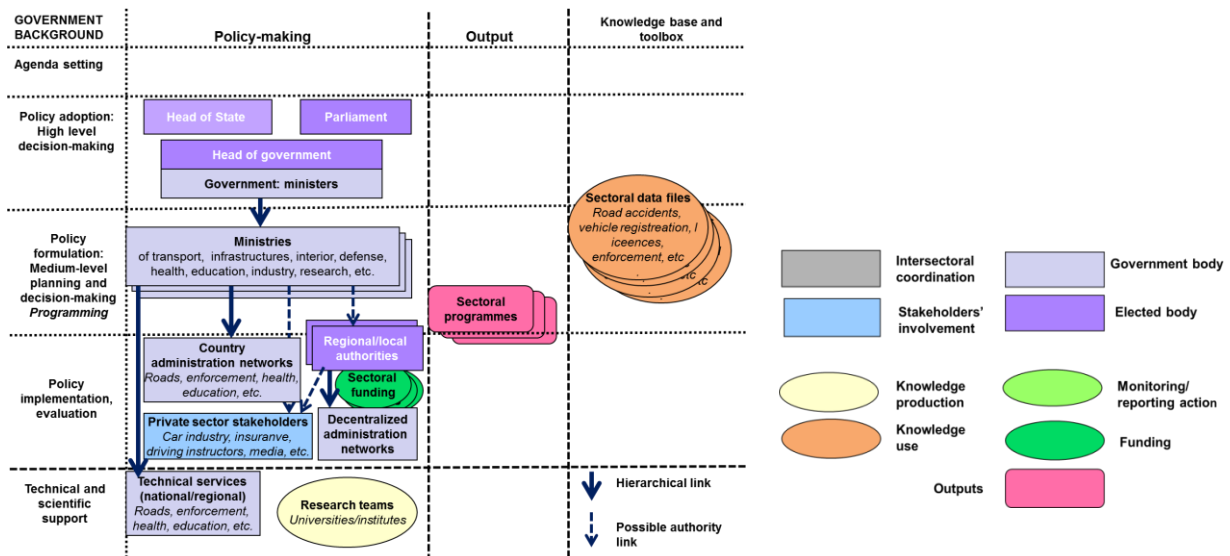 GOVERNMENT
BACKGROUND
Policy-making
Output
Knowledge base and
toolbox
Agenda setting
Policy adoption:
High level
decision-making
Head of State
Parliament
Head of government
Government: ministers
Sectoral data files
Road accidents,
vehicle registreation, l
iceences,
enforcement, etc
etc
etc
Policy
formulation:
Medium-level
planning and
decision-making
Programming
Ministries
of transport, infrastructures, interior, defense,
health, education, industry, research, etc.
Sectoral
programmes
Policy
implementation,
evaluation
Country
administration networks
Roads, enforcement, health,
education, etc.
Regional/local
authorities
Sectoral
funding
Private sector stakeholders
Car industry, insuranve,
driving instructors, media, etc.
Decentralized
administration
networks
Technical and
scientific
support
Technical services
(national/regional)
Roads, enforcement,
health, education, etc.
Research teams
Universities/institutes
Hierarchical link
Possible authority
link
Intersectoral
coordination
Government body
Stakeholders'
involvement
Elected body
Knowledge
production
Monitoring/
reporting action
Knowledge
use
Funding
Outputs